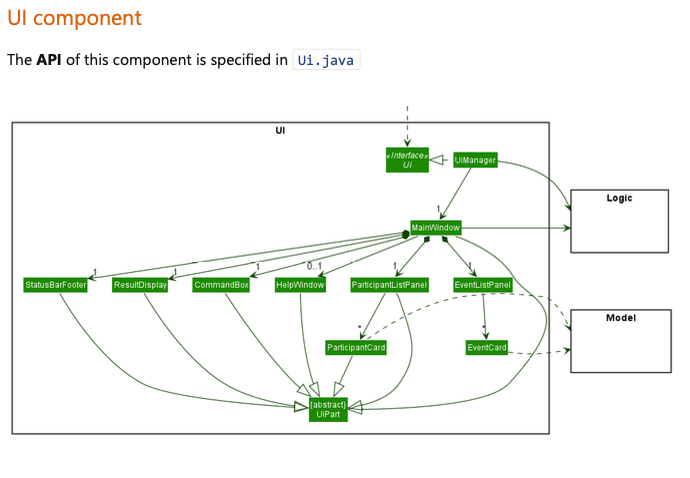 UI component
The API of this component is specified in Ui.java
UI
«Interface»
Ui
UiManager
Logic
1
MainWindow
1
1
1
0..1
1
1
StatusBarFooter
ResultDisplay
CommandBox
HelpWindow
ParticipantListPanel
EventListPanel
Model
*
*
ParticipantCard
EventCard
{abstract}
UiPart